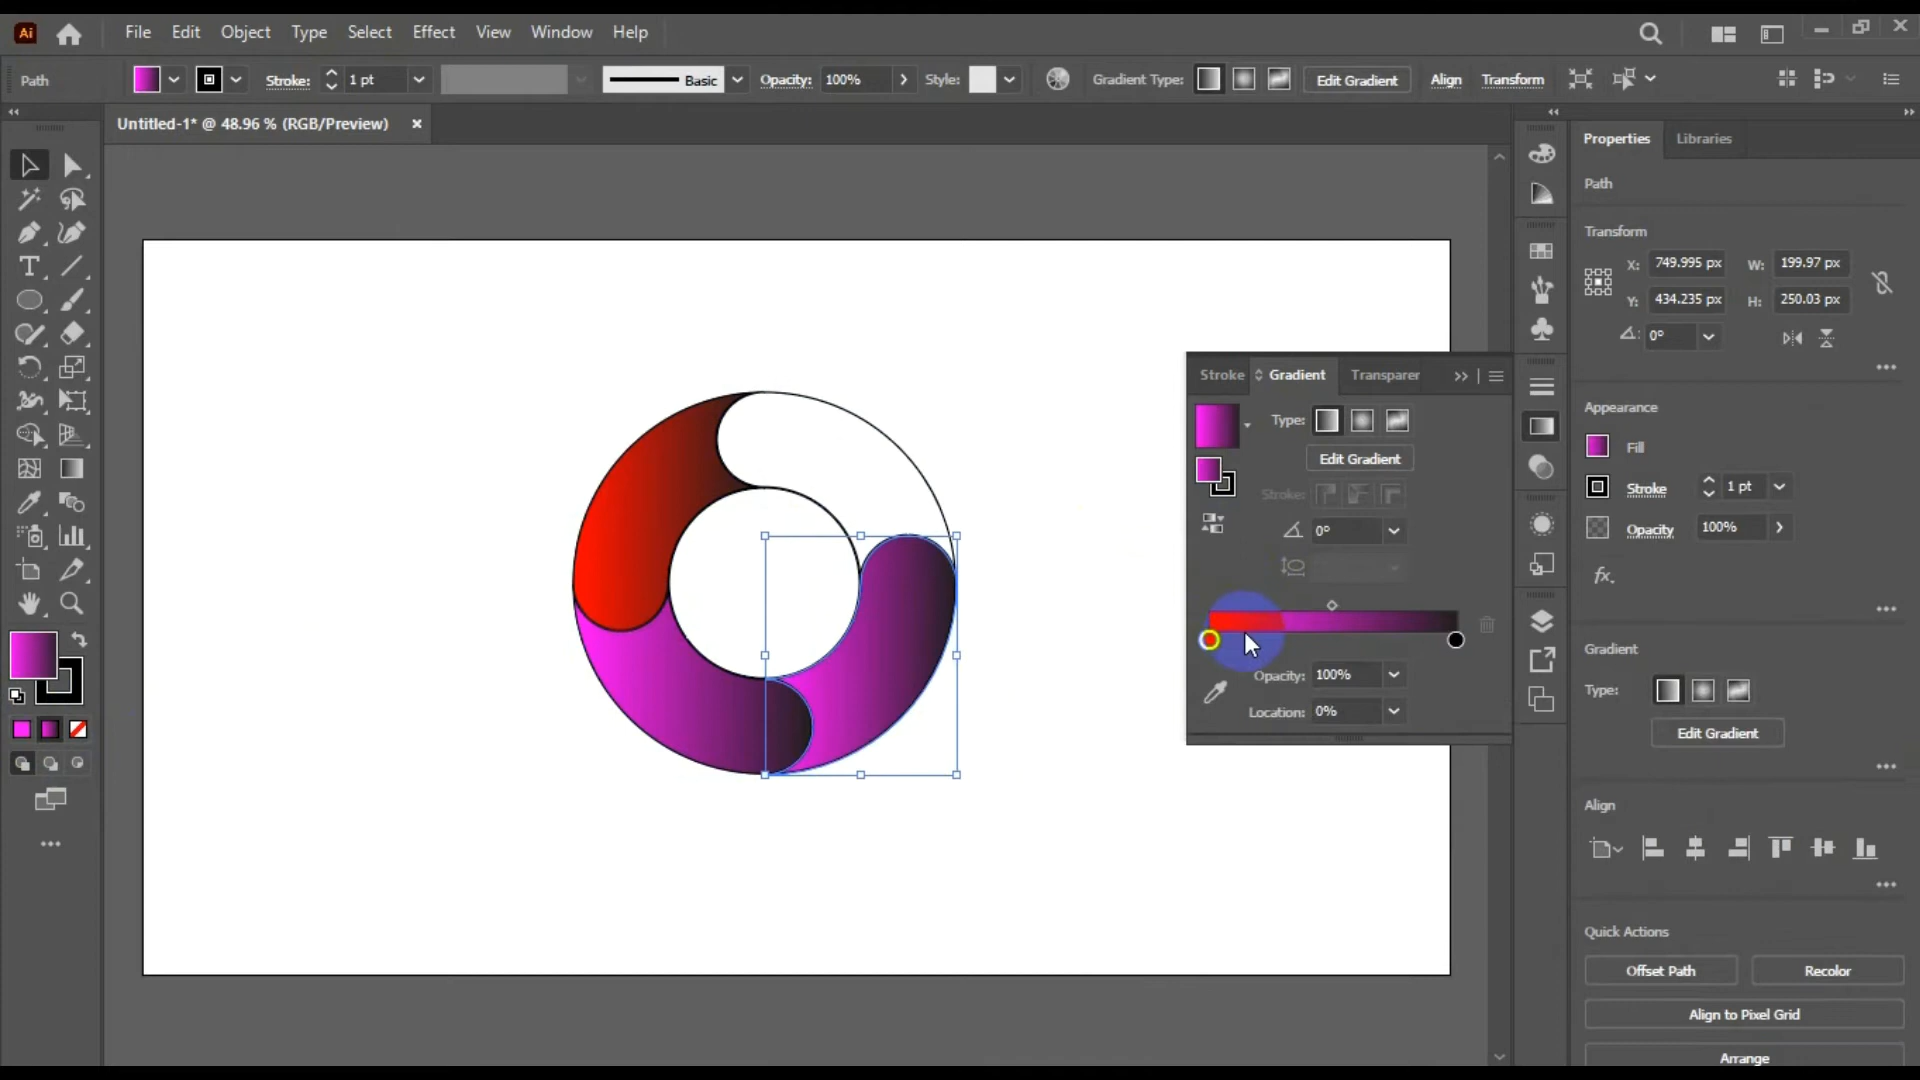 Ai File Edit Object Type Select Effect View Window Help
Path Stroke: 1 pt Basic Opacity: 100% Style: Gradient Type: Edit Gradient Align Transform
Untitled-1* @ 48.96 % (RGB/Preview) ×
Properties Libraries
Path
Transform
X: 749.995 px W: 199.97 px
Y: 434.235 px H: 250.03 px
0°
Stroke Gradient Transparer
Type:
Edit Gradient
Stroke:
0°
Opacity: 100%
Location: 0%
Appearance
Fill
Stroke 1 pt
Opacity 100%
fx.
Gradient
Type:
Edit Gradient
Align
Quick Actions
Offset Path Recolor
Align to Pixel Grid
Arrange